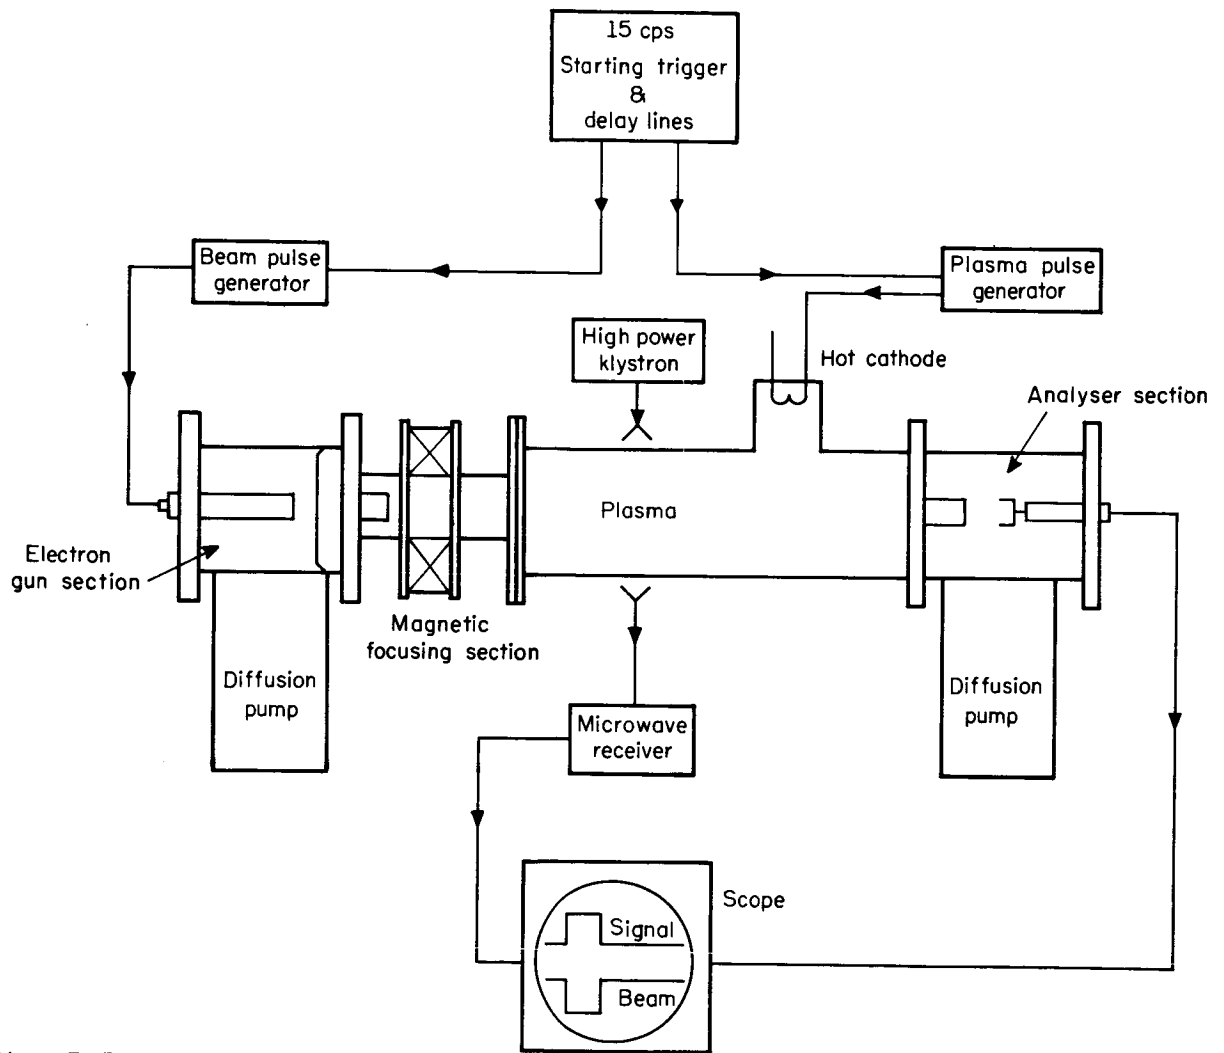 15 cps
Starting trigger
&
delay lines
Beam pulse
generator
Plasma pulse
generator
High power
klystron
Hot cathode
Analyser section
Plasma
Electron
gun section
Magnetic
focusing section
Diffusion
pump
Diffusion
pump
Microwave
receiver
Scope
Signal
Beam